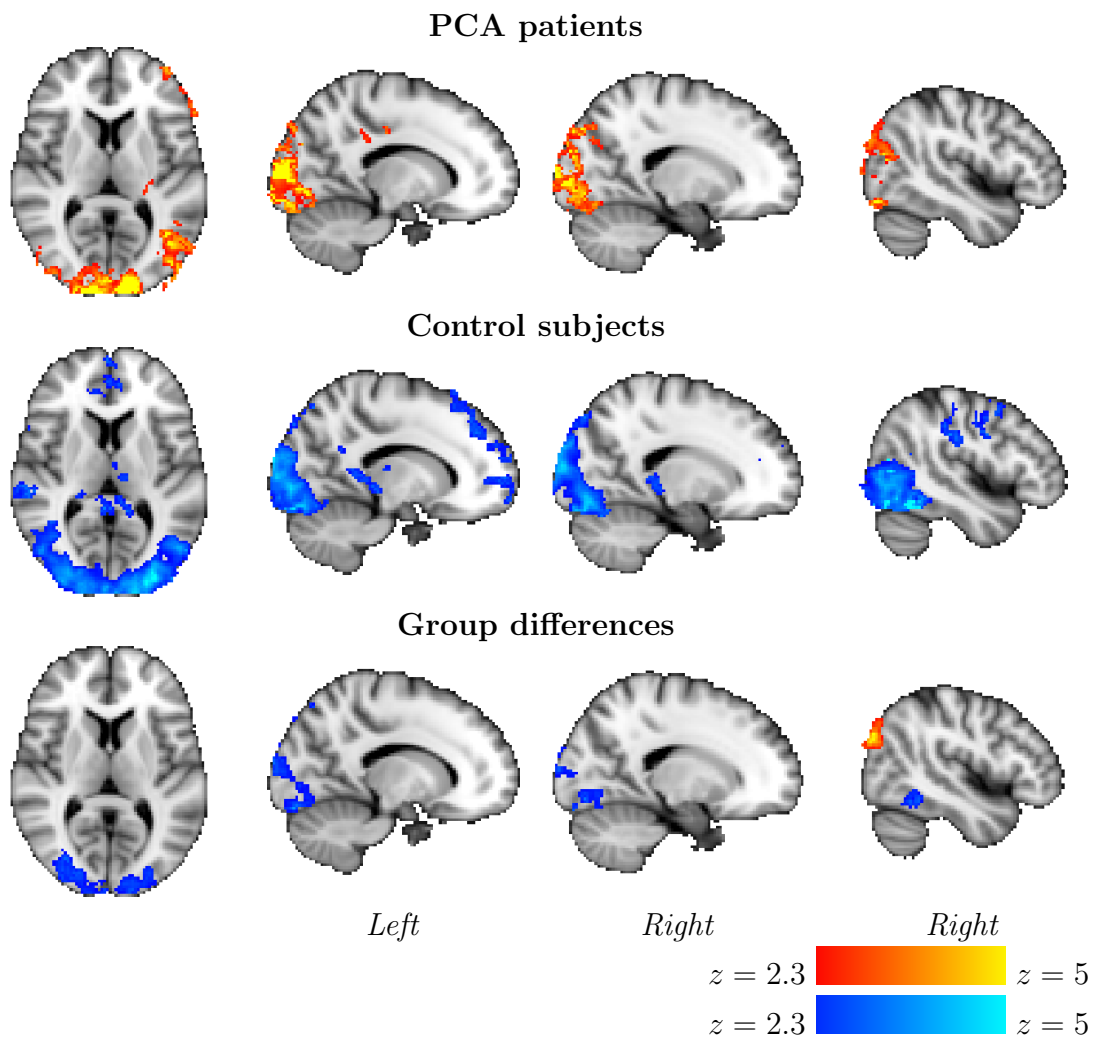 PCA patients
Control subjects
Group differences
Left Right Right
z = 2.3 z = 5
z = 2.3 z = 5